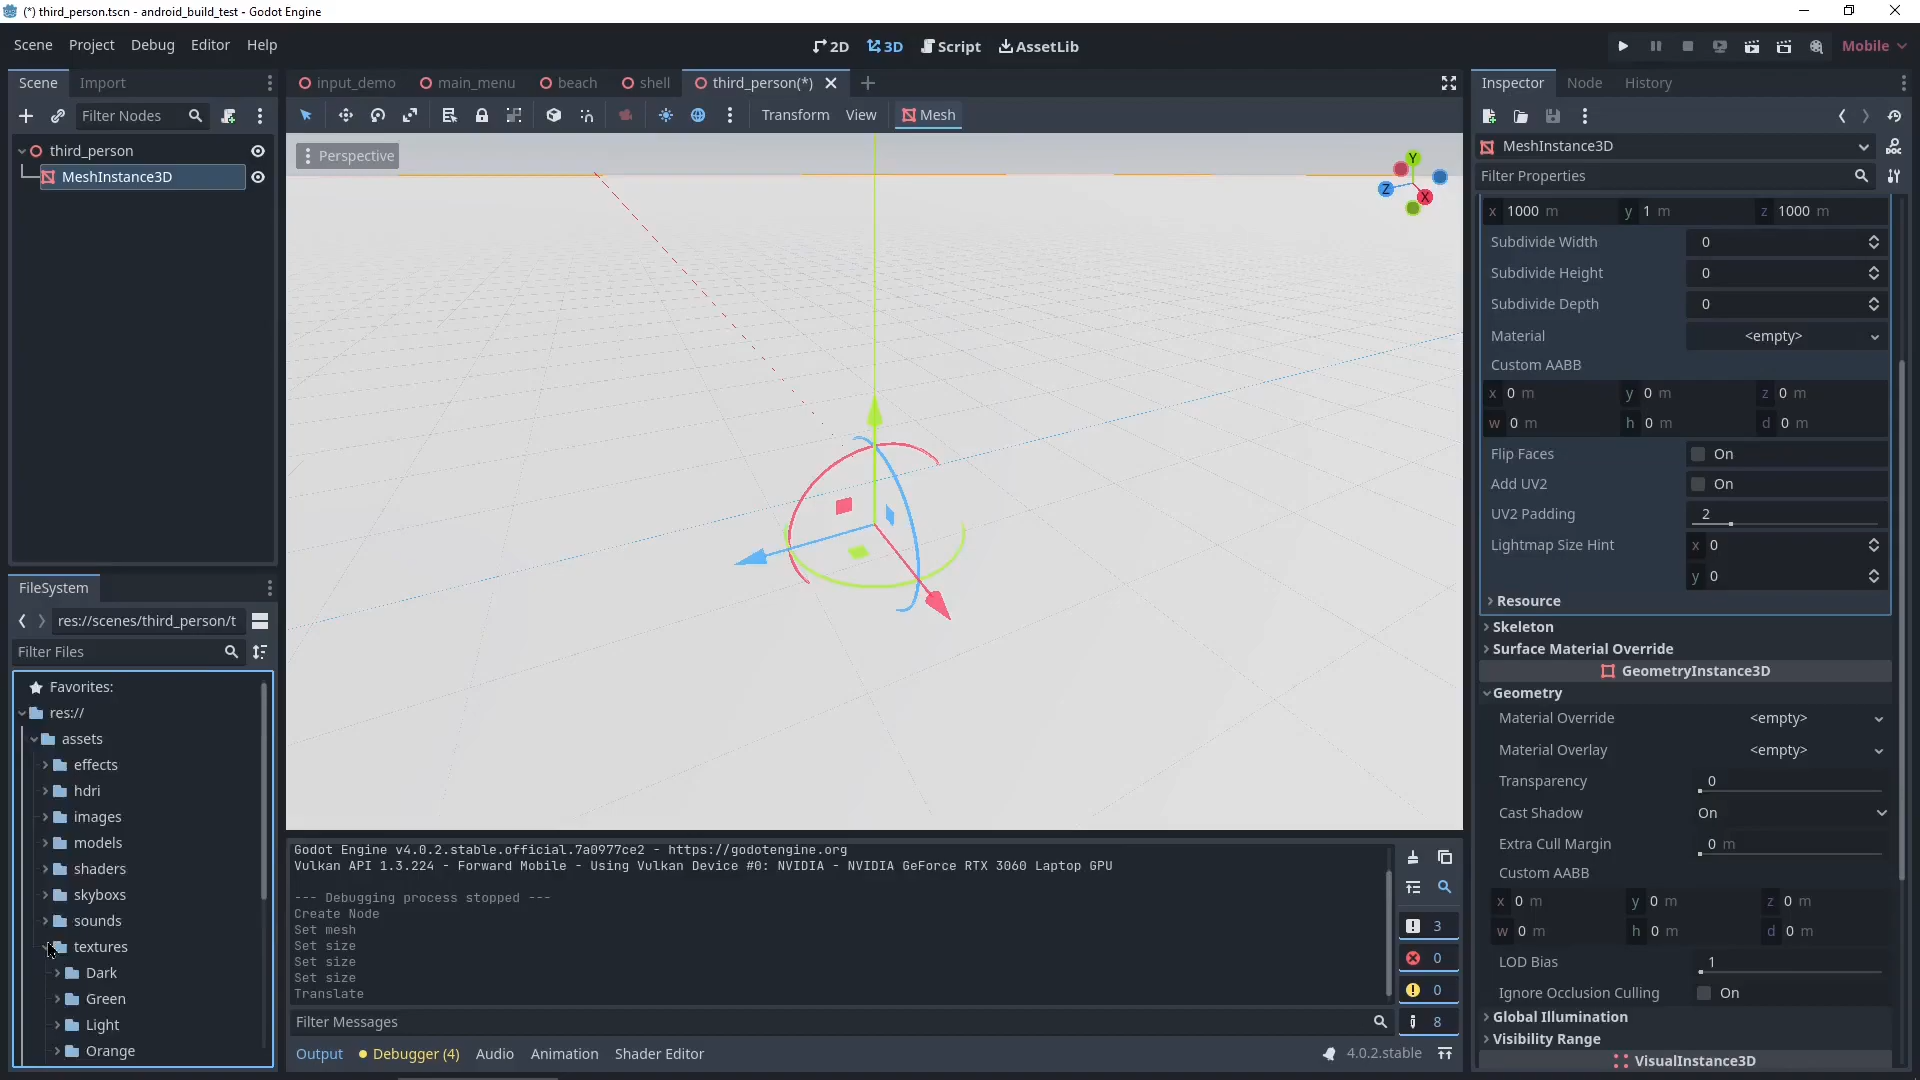 (*) third_person.tscn - android_build_test - Godot Engine
Scene Project Debug Editor Help
2D 3D Script AssetLib
Mobile
Scene Import
input_demo main_menu beach shell third_person(*)
Inspector Node History
Filter Nodes
Transform View Mesh
third_person
MeshInstance3D
Perspective
Y
Z
X
MeshInstance3D
Filter Properties
x 1000 m y 1 m z 1000 m
Subdivide Width 0
Subdivide Height 0
Subdivide Depth 0
Material <empty>
Custom AABB
x 0 m y 0 m z 0 m
w 0 m h 0 m d 0 m
Flip Faces On
Add UV2 On
UV2 Padding 2
Lightmap Size Hint x 0
y 0
Resource
Skeleton
Surface Material Override
GeometryInstance3D
Geometry
Material Override <empty>
Material Overlay <empty>
Transparency 0
Cast Shadow On
Extra Cull Margin 0 m
Custom AABB
x 0 m y 0 m z 0 m
w 0 m h 0 m d 0 m
LOD Bias 1
Ignore Occlusion Culling On
Global Illumination
Visibility Range
VisualInstance3D
FileSystem
res://scenes/third_person/t
Filter Files
Favorites:
res://
assets
effects
hdri
images
models
shaders
skyboxs
sounds
textures
Dark
Green
Light
Orange
Godot Engine v4.0.2.stable.official.7a0977ce2 - https://godotengine.org
Vulkan API 1.3.224 - Forward Mobile - Using Vulkan Device #0: NVIDIA - NVIDIA GeForce RTX 3060 Laptop GPU
--- Debugging process stopped ---
Create Node
Set mesh
Set size
Set size
Set size
Translate
3
0
0
8
Filter Messages
Output Debugger (4) Audio Animation Shader Editor 4.0.2.stable